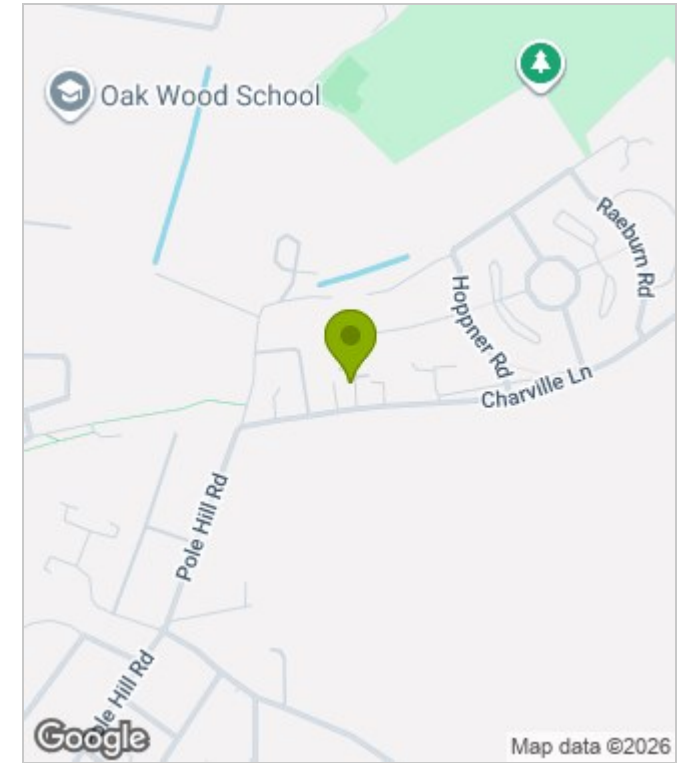 Oak Wood School
Raeburn Rd
Hoppner Rd
Charville Ln
Pole Hill Rd
Pole Hill Rd
Google
Map data ©2026